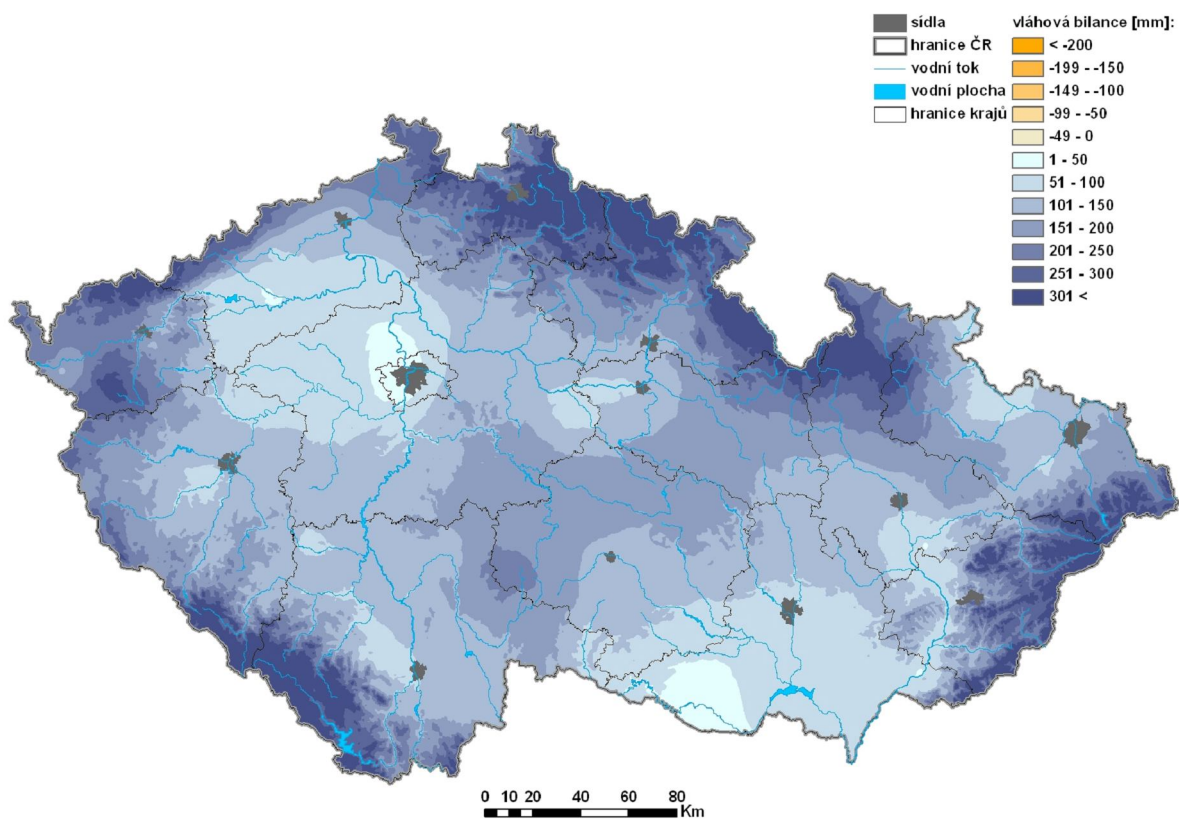 sídla
hranice ČR
vodní tok
vodní plocha
hranice krajů
vláhová bilance [mm]:
< -200
-199 - -150
-149 - -100
-99 - -50
-49 - 0
1 - 50
51 - 100
101 - 150
151 - 200
201 - 250
251 - 300
301 <
0 10 20 40 60 80
Km